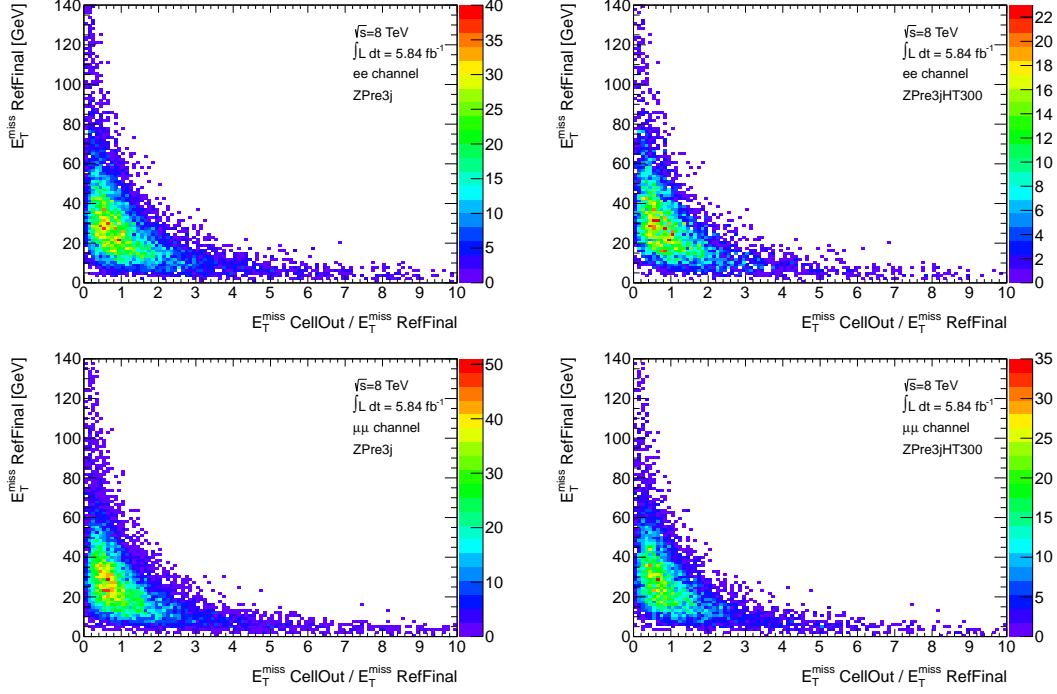 E_T^miss RefFinal [GeV]
140
120
100
80
60
40
20
0
√s=8 TeV
∫L dt = 5.84 fb⁻¹
ee channel
ZPre3j
40
35
30
25
20
15
10
5
0
0 1 2 3 4 5 6 7 8 9 10
E_T^miss CellOut / E_T^miss RefFinal
E_T^miss RefFinal [GeV]
140
120
100
80
60
40
20
0
√s=8 TeV
∫L dt = 5.84 fb⁻¹
ee channel
ZPre3jHT300
22
20
18
16
14
12
10
8
6
4
2
0
0 1 2 3 4 5 6 7 8 9 10
E_T^miss CellOut / E_T^miss RefFinal
E_T^miss RefFinal [GeV]
140
120
100
80
60
40
20
0
√s=8 TeV
∫L dt = 5.84 fb⁻¹
μμ channel
ZPre3j
50
40
30
20
10
0
0 1 2 3 4 5 6 7 8 9 10
E_T^miss CellOut / E_T^miss RefFinal
E_T^miss RefFinal [GeV]
140
120
100
80
60
40
20
0
√s=8 TeV
∫L dt = 5.84 fb⁻¹
μμ channel
ZPre3jHT300
35
30
25
20
15
10
5
0
0 1 2 3 4 5 6 7 8 9 10
E_T^miss CellOut / E_T^miss RefFinal